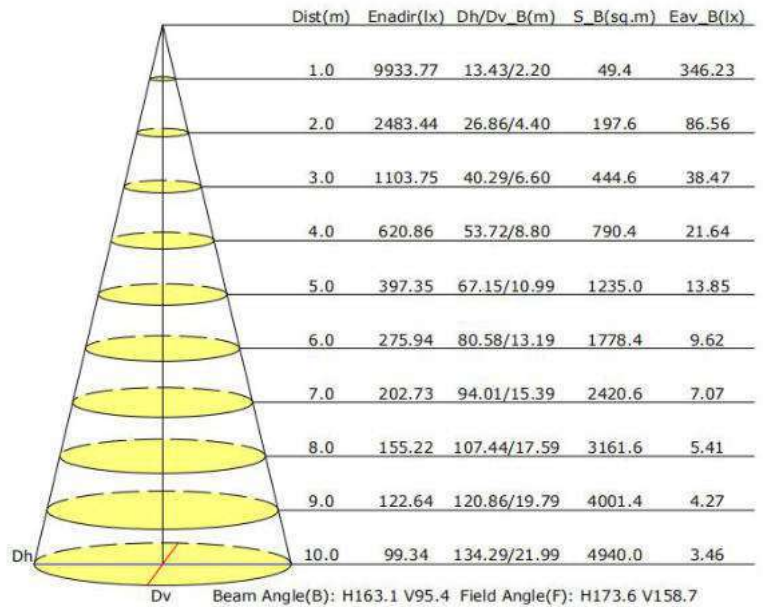 Dist(m) Enadir(lx) Dh/Dv_B(m) S_B(sq.m) Eav_B(lx)
1.0 9933.77 13.43/2.20 49.4 346.23
2.0 2483.44 26.86/4.40 197.6 86.56
3.0 1103.75 40.29/6.60 444.6 38.47
4.0 620.86 53.72/8.80 790.4 21.64
5.0 397.35 67.15/10.99 1235.0 13.85
6.0 275.94 80.58/13.19 1778.4 9.62
7.0 202.73 94.01/15.39 2420.6 7.07
8.0 155.22 107.44/17.59 3161.6 5.41
9.0 122.64 120.86/19.79 4001.4 4.27
Dh 10.0 99.34 134.29/21.99 4940.0 3.46
Dv Beam Angle(B): H163.1 V95.4 Field Angle(F): H173.6 V158.7